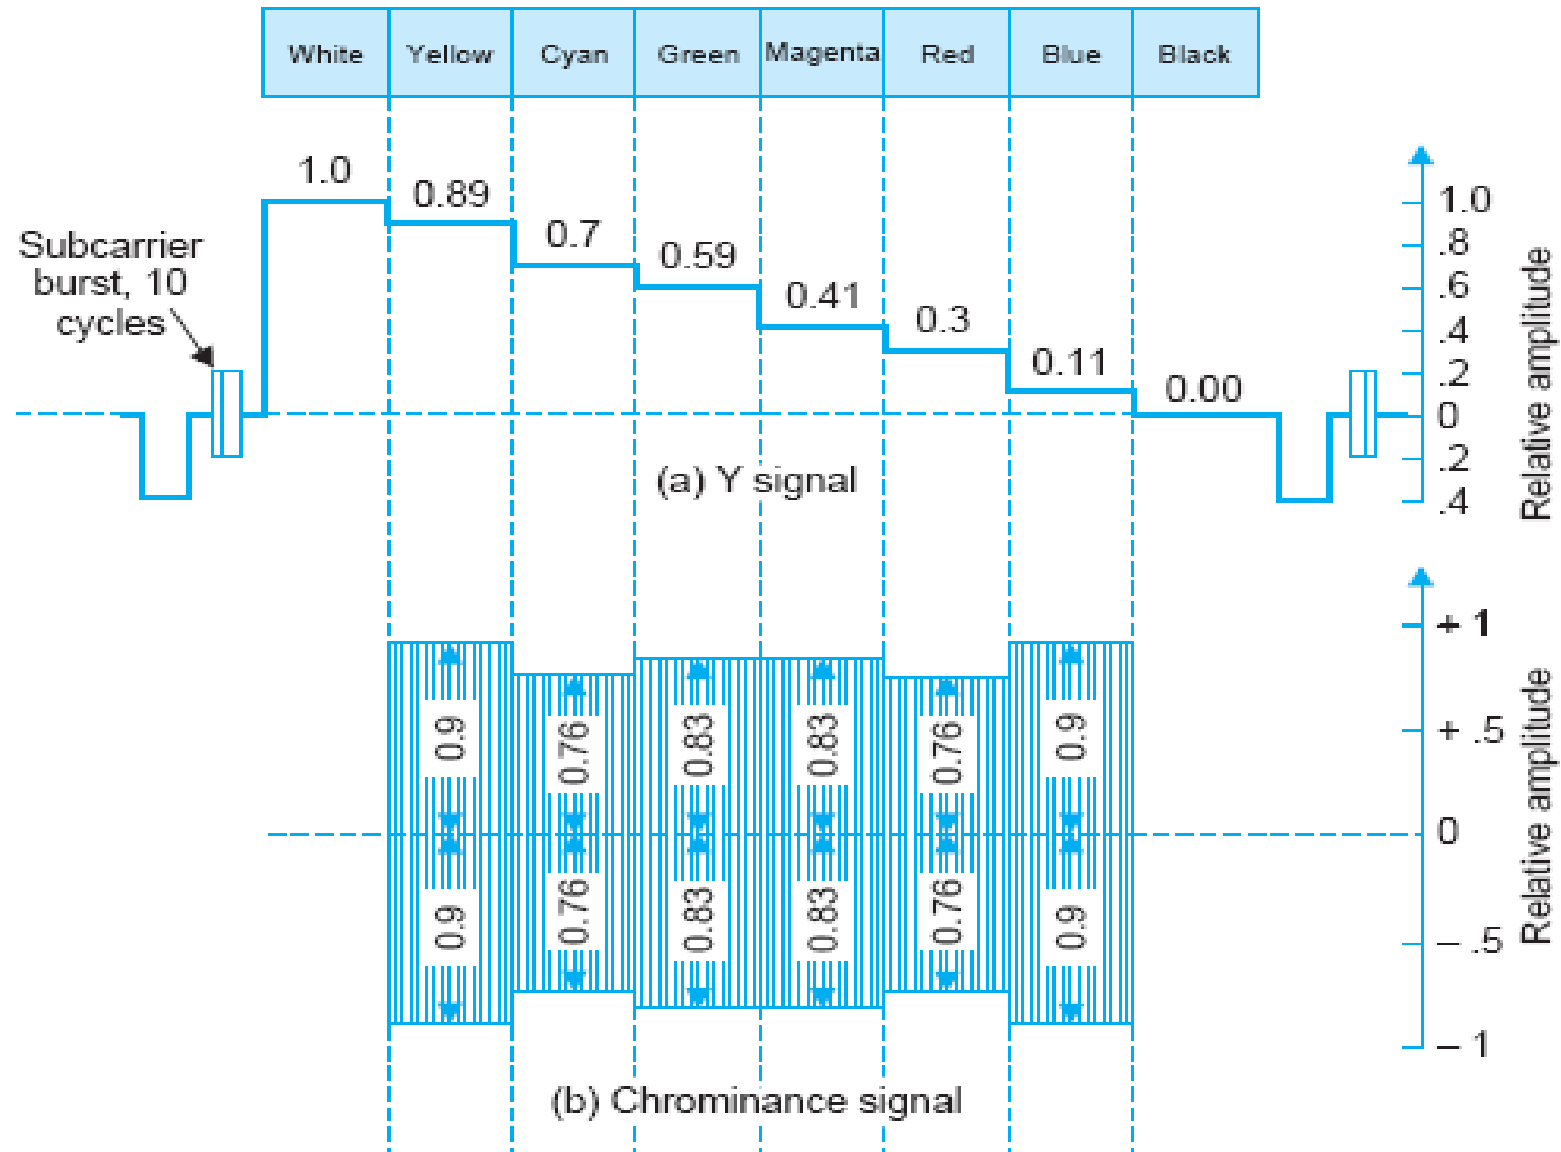 White Yellow Cyan Green Magenta Red Blue Black
1.0
0.89
0.7
0.59
0.41
0.3
0.11
0.00
Subcarrier
burst, 10
cycles
1.0
.8
.6
.4
.2
0
.2
.4
Relative amplitude
(a) Y signal
+ 1
+ .5
0
– .5
– 1
Relative amplitude
0.9 0.76 0.83 0.83 0.76 0.9
0.9 0.76 0.83 0.83 0.76 0.9
(b) Chrominance signal